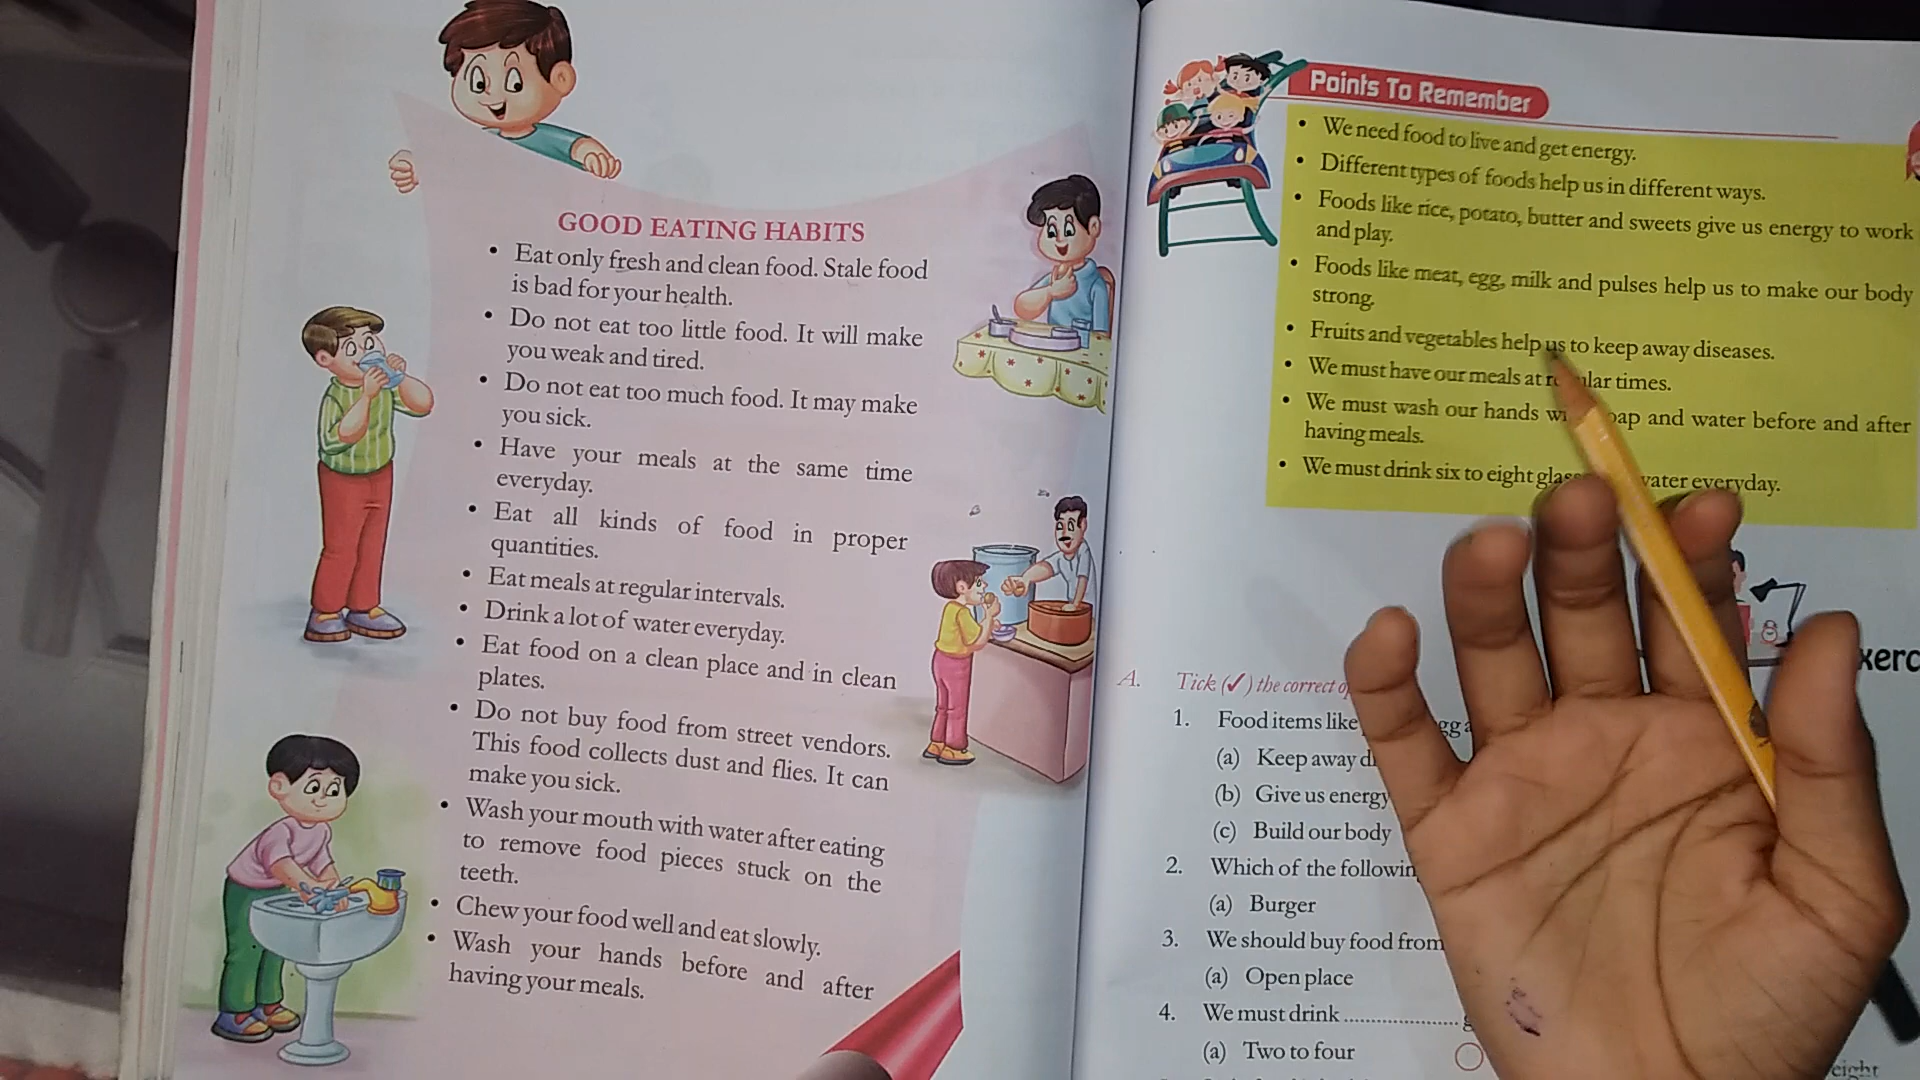 GOOD EATING HABITS
• Eat only fresh and clean food. Stale food
is bad for your health.
• Do not eat too little food. It will make
you weak and tired.
• Do not eat too much food. It may make
you sick.
• Have your meals at the same time
everyday.
• Eat all kinds of food in proper
quantities.
• Eat meals at regular intervals.
• Drink a lot of water everyday.
• Eat food on a clean place and in clean
plates.
• Do not buy food from street vendors.
This food collects dust and flies. It can
make you sick.
• Wash your mouth with water after eating
to remove food pieces stuck on the
teeth.
• Chew your food well and eat slowly.
• Wash your hands before and after
having your meals.
Points To Remember
• We need food to live and get energy.
• Different types of foods help us in different ways.
• Foods like rice, potato, butter and sweets give us energy to work
and play.
• Foods like meat, egg, milk and pulses help us to make our body
strong.
• Fruits and vegetables help us to keep away diseases.
• We must have our meals at times.
• We must wash our hands and water before and after
having meals.
• We must drink six to eight water everyday.
A. Tick (✓) the correct
1. Food items like
(a) Keep away
(b) Give us energy
(c) Build our body
2. Which of the
(a) Burger
3. We should buy food from
(a) Open place
4. We must drink ....................
(a) Two to four
eight